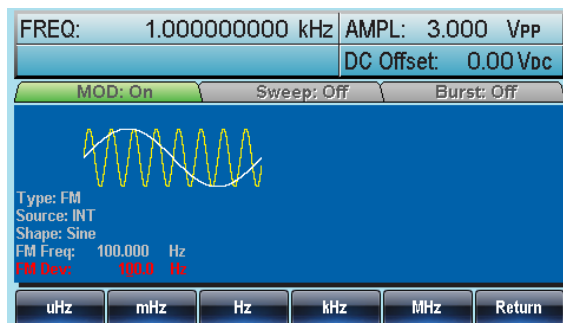 FREQ: 1.000000000 kHz AMPL: 3.000 VPP
DC Offset: 0.00 VDC
MOD: On Sweep: Off Burst: Off
Type: FM
Source: INT
Shape: Sine
FM Freq: 100.000 Hz
FM Dev: 100.0 Hz
uHz mHz Hz kHz MHz Return